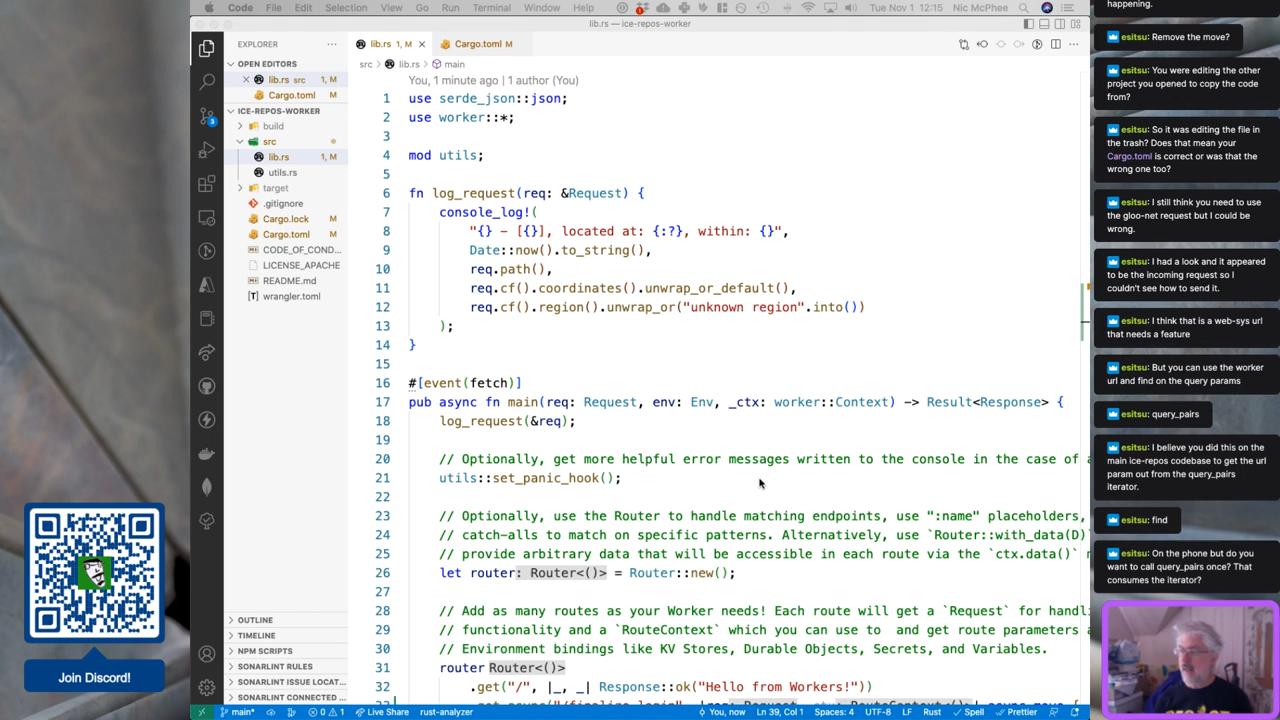 Code File Edit Selection View Go Run Terminal Window Help
Tue Nov 1 12:15 Nic McPhee
lib.rs — ice-repos-worker
EXPLORER
OPEN EDITORS
lib.rs src 1, M
Cargo.toml M
ICE-REPOS-WORKER
build
src
lib.rs 1, M
utils.rs
target
.gitignore
Cargo.lock M
Cargo.toml M
CODE_OF_COND...
LICENSE_APACHE
README.md
wrangler.toml
OUTLINE
TIMELINE
NPM SCRIPTS
SONARLINT RULES
SONARLINT ISSUE LOCAT...
SONARLINT CONNECTED ...
lib.rs 1, M
Cargo.toml M
src > lib.rs > main
You, 1 minute ago | 1 author (You)
1 use serde_json::json;
2 use worker::*;
3
4 mod utils;
5
6 fn log_request(req: &Request) {
7 console_log!(
8 "{} - [{}], located at: {:?}, within: {}",
9 Date::now().to_string(),
10 req.path(),
11 req.cf().coordinates().unwrap_or_default(),
12 req.cf().region().unwrap_or("unknown region".into())
13 );
14 }
15
16 #[event(fetch)]
17 pub async fn main(req: Request, env: Env, _ctx: worker::Context) -> Result<Response> {
18 log_request(&req);
19
20 // Optionally, get more helpful error messages written to the console in the case of a
21 utils::set_panic_hook();
22
23 // Optionally, use the Router to handle matching endpoints, use ":name" placeholders,
24 // catch-alls to match on specific patterns. Alternatively, use `Router::with_data(D)`
25 // provide arbitrary data that will be accessible in each route via the `ctx.data()` m
26 let router: Router<()> = Router::new();
27
28 // Add as many routes as your Worker needs! Each route will get a `Request` for handli
29 // functionality and a `RouteContext` which you can use to and get route parameters a
30 // Environment bindings like KV Stores, Durable Objects, Secrets, and Variables.
31 router Router<()>
32 .get("/", |_, _| Response::ok("Hello from Workers!"))
main*
0 1
Live Share
rust-analyzer
You, now
Ln 39, Col 1
Spaces: 4
UTF-8
LF
Rust
Spell
Prettier
Join Discord!
happening.
esitsu: Remove the move?
esitsu: You were editing the other
project you opened to copy the code
from?
esitsu: So it was editing the file in
the trash? Does that mean your
Cargo.toml is correct or was that the
wrong one too?
esitsu: I still think you need to use
the gloo-net request but I could be
wrong.
esitsu: I had a look and it appeared
to be the incoming request so I
couldn't see how to send it.
esitsu: I think that is a web-sys url
that needs a feature
esitsu: But you can use the worker
url and find on the query params
esitsu: query_pairs
esitsu: I believe you did this on the
main ice-repos codebase to get the url
param out from the query_pairs
iterator.
esitsu: find
esitsu: On the phone but do you
want to call query_pairs once? That
consumes the iterator?